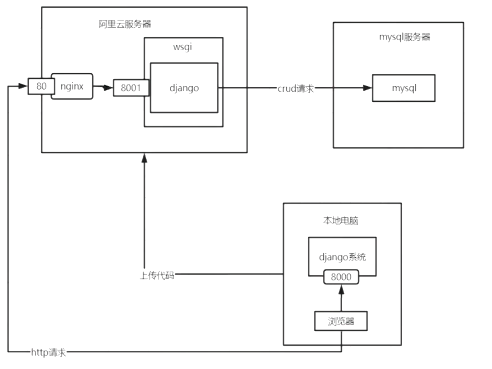 阿里云服务器
mysql服务器
wsgi
80
nginx
8001
django
crud请求
mysql
本地电脑
django系统
8000
上传代码
浏览器
http请求